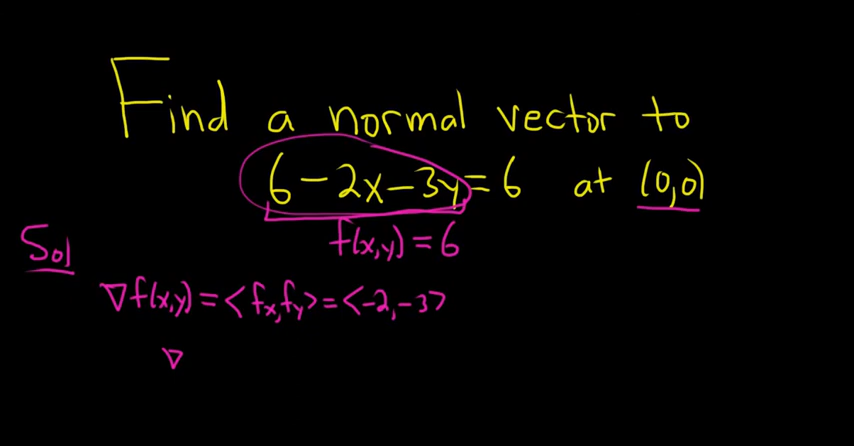 Find a normal vector to
6 - 2x - 3y = 6 at (0,0)
f(x,y) = 6
Sol
∇f(x,y) = <fx, fy> = <-2, -3>
∇